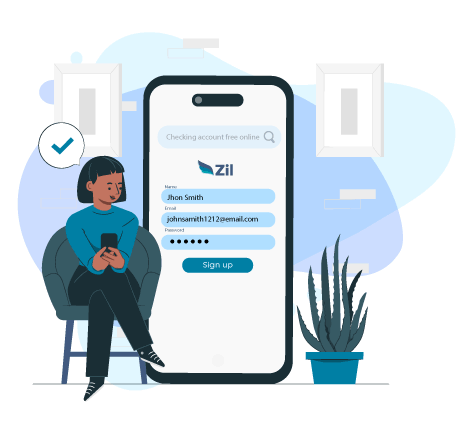 Checking account free online
Zil
Name
Jhon Smith
Email
johnsamith1212@email.com
Password
Sign up